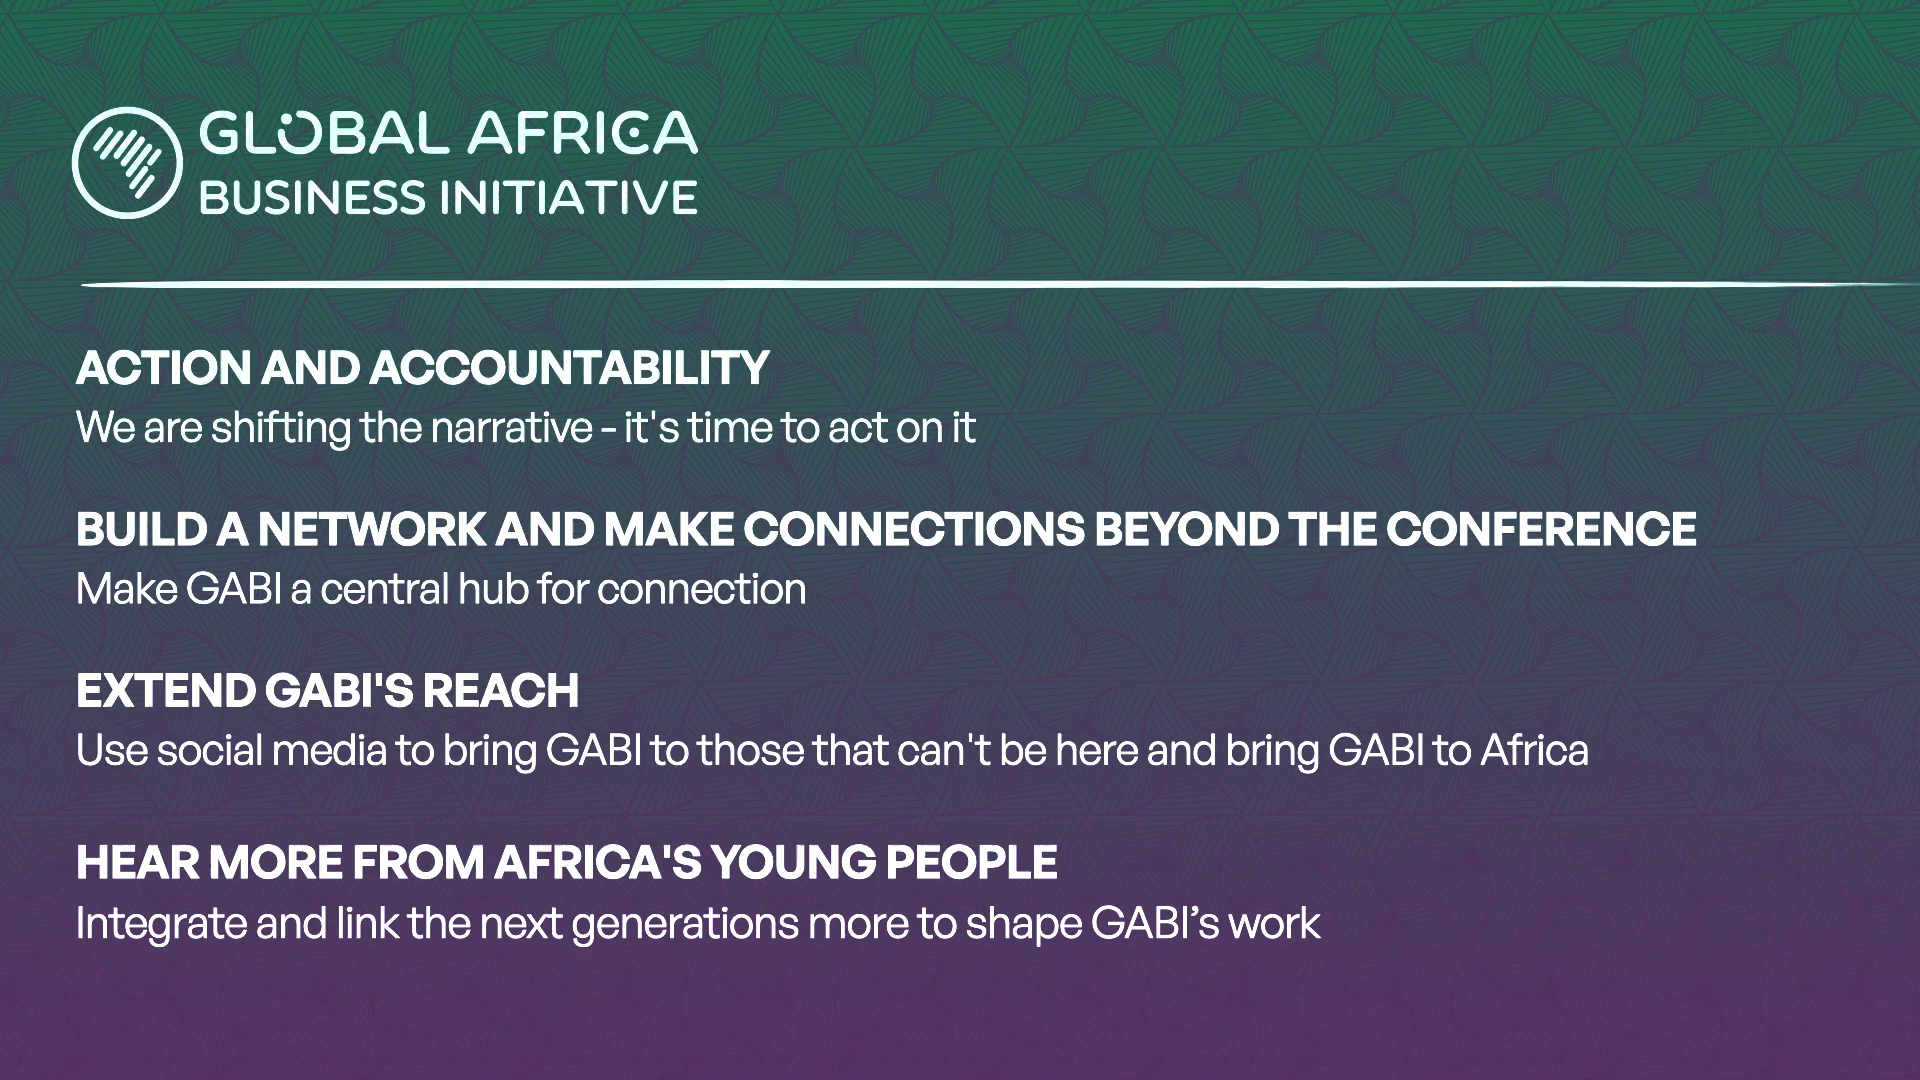 GLOBAL AFRICA
BUSINESS INITIATIVE
ACTION AND ACCOUNTABILITY
We are shifting the narrative - it's time to act on it
BUILD A NETWORK AND MAKE CONNECTIONS BEYOND THE CONFERENCE
Make GABI a central hub for connection
EXTEND GABI'S REACH
Use social media to bring GABI to those that can't be here and bring GABI to Africa
HEAR MORE FROM AFRICA'S YOUNG PEOPLE
Integrate and link the next generations more to shape GABI’s work